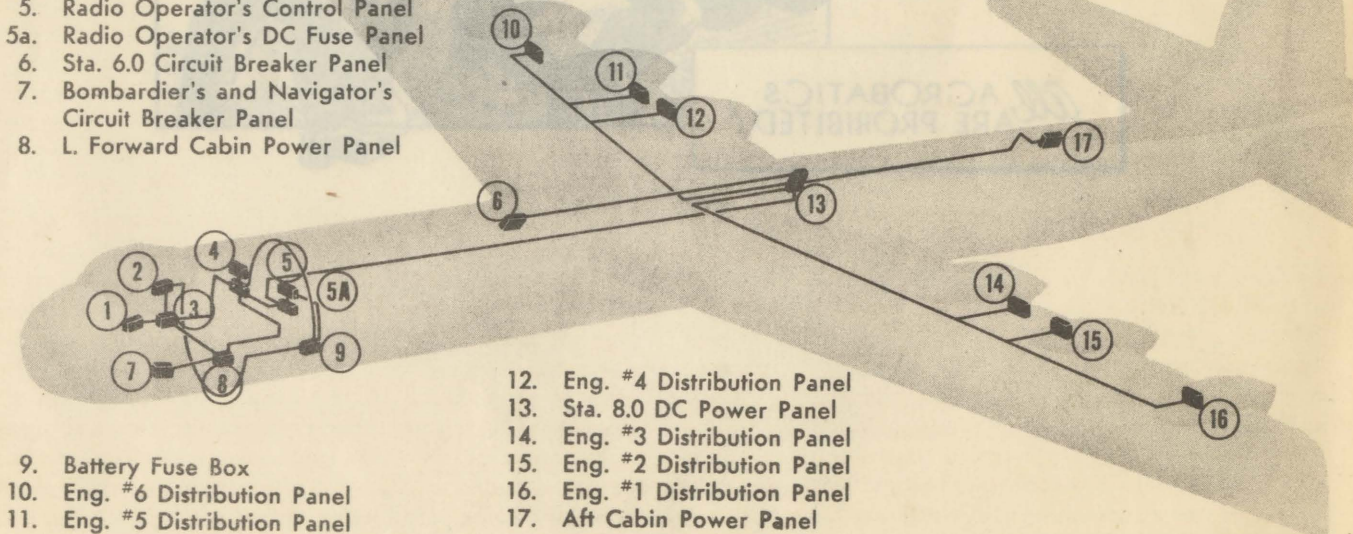 5. Radio Operator's Control Panel
5a. Radio Operator's DC Fuse Panel
6. Sta. 6.0 Circuit Breaker Panel
7. Bombardier's and Navigator's
Circuit Breaker Panel
8. L. Forward Cabin Power Panel
ACROBATICS
ARE PROHIBITED
10
11
12
17
6
13
4
5
2
5A
1
3
14
15
7
8
9
16
9. Battery Fuse Box
10. Eng. #6 Distribution Panel
11. Eng. #5 Distribution Panel
12. Eng. #4 Distribution Panel
13. Sta. 8.0 DC Power Panel
14. Eng. #3 Distribution Panel
15. Eng. #2 Distribution Panel
16. Eng. #1 Distribution Panel
17. Aft Cabin Power Panel